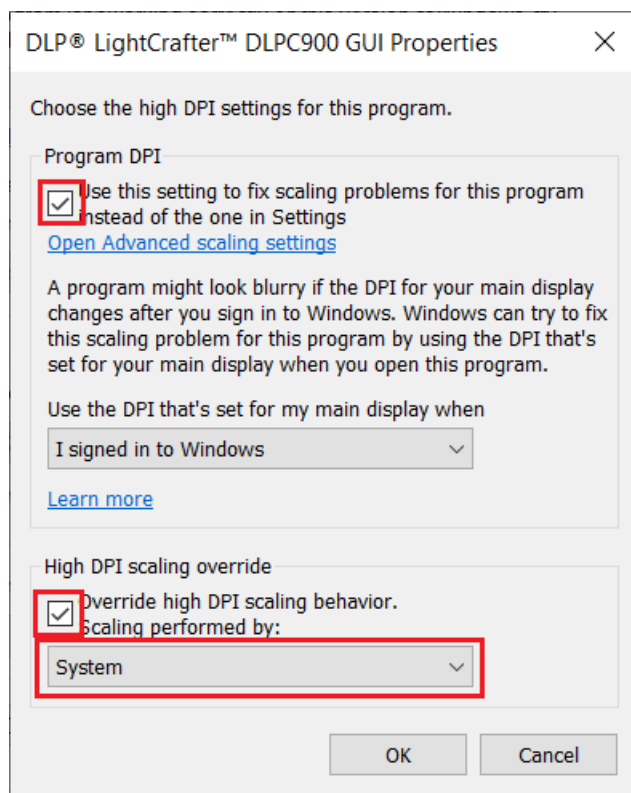 DLP® LightCrafter™ DLPC900 GUI Properties
Choose the high DPI settings for this program.
Program DPI
Use this setting to fix scaling problems for this program
instead of the one in Settings
Open Advanced scaling settings
A program might look blurry if the DPI for your main display
changes after you sign in to Windows. Windows can try to fix
this scaling problem for this program by using the DPI that's
set for your main display when you open this program.
Use the DPI that's set for my main display when
I signed in to Windows
Learn more
High DPI scaling override
Override high DPI scaling behavior.
Scaling performed by:
System
OK
Cancel